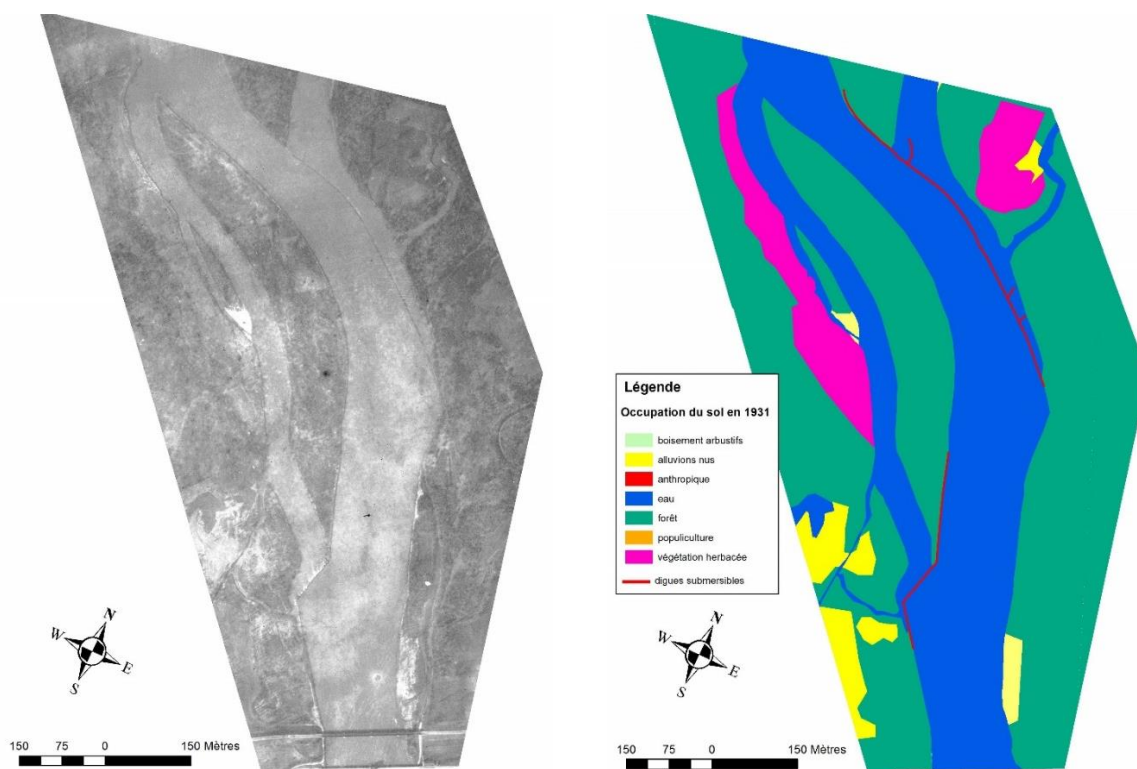 N
W
E
S
150 75 0 150 Mètres
Légende
Occupation du sol en 1931
boisement arbustifs
alluvions nus
anthropique
eau
forêt
populiculture
végétation herbacée
digues submersibles
N
W
E
S
150 75 0 150 Mètres